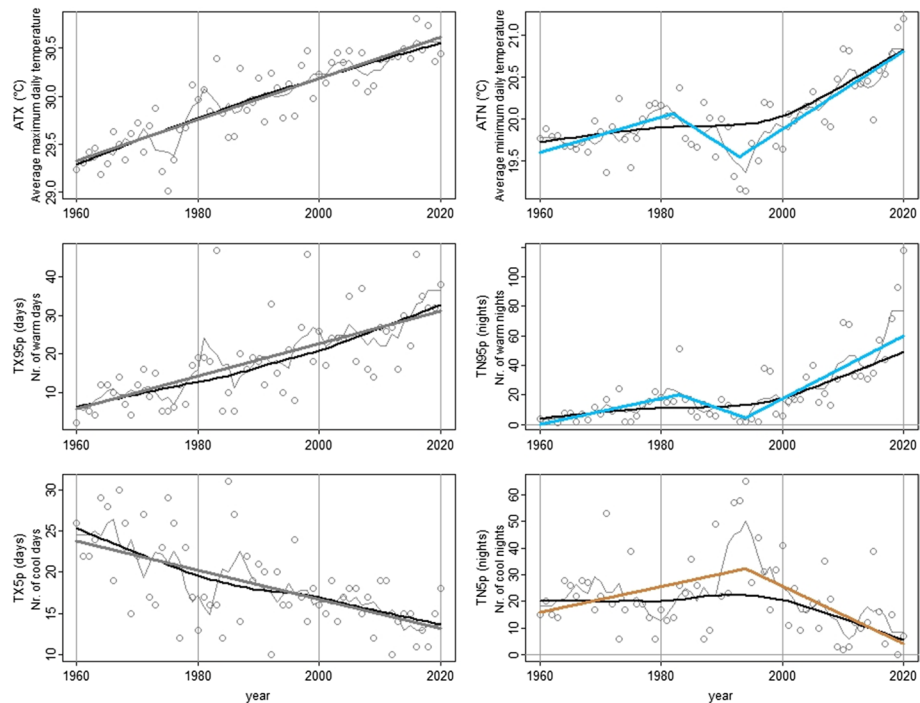 ATX (°C)
Average maximum daily temperature
29.0 29.5 30.0 30.5
1960 1980 2000 2020
ATN (°C)
Average minimum daily temperature
19.5 20.0 20.5 21.0
1960 1980 2000 2020
TX95p (days)
Nr. of warm days
10 20 30 40
1960 1980 2000 2020
TN95p (nights)
Nr. of warm nights
0 20 40 60 80 100
1960 1980 2000 2020
TX5p (days)
Nr. of cool days
10 15 20 25 30
1960 1980 2000 2020
year
TN5p (nights)
Nr. of cool nights
0 10 20 30 40 50 60
1960 1980 2000 2020
year